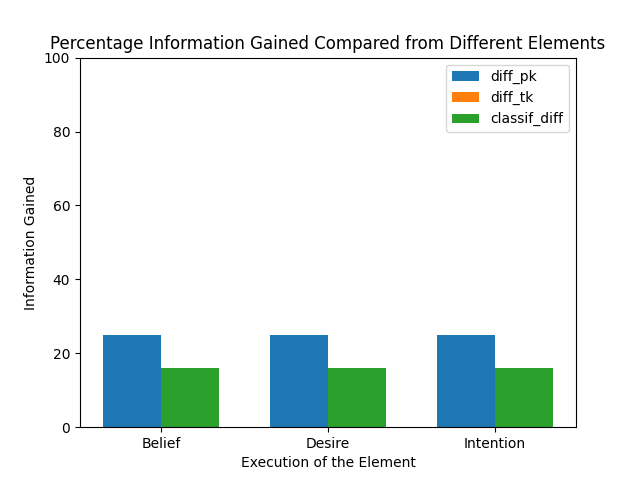 Percentage Information Gained Compared from Different Elements
100
80
60
40
20
0
Information Gained
diff_pk
diff_tk
classif_diff
Belief
Desire
Intention
Execution of the Element